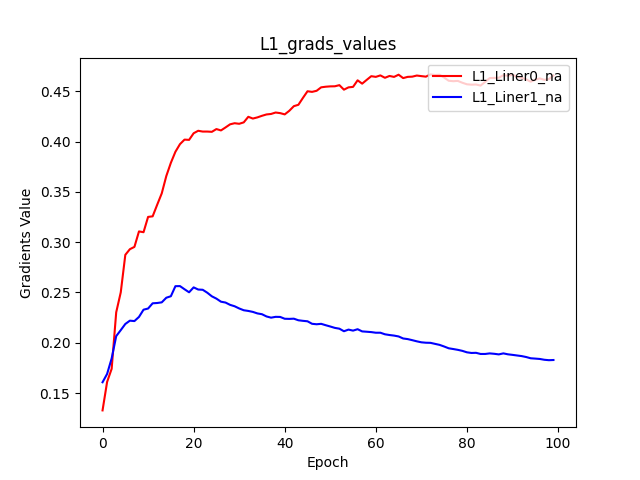 L1_grads_values
L1_Liner0_na
L1_Liner1_na
Gradients Value
0.45
0.40
0.35
0.30
0.25
0.20
0.15
0 20 40 60 80 100
Epoch